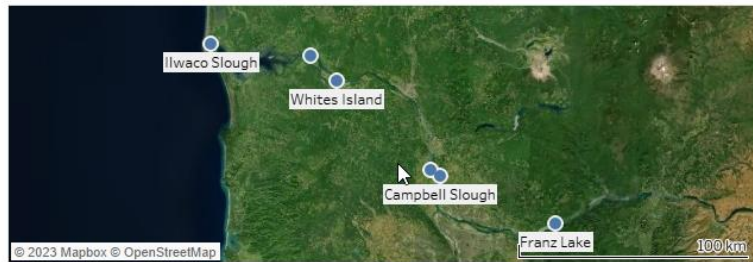 Ilwaco Slough
Whites Island
Campbell Slough
Franz Lake
100 km
© 2023 Mapbox © OpenStreetMap